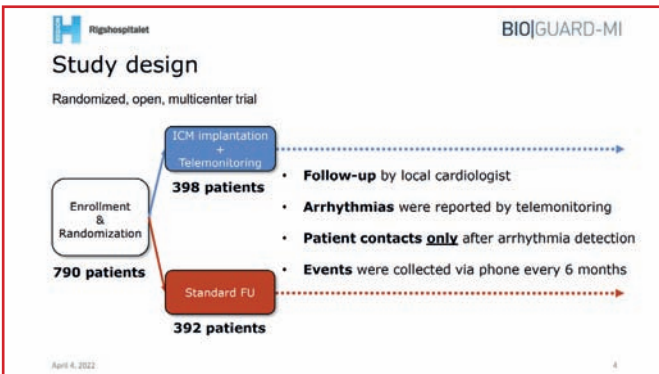 Rigshospitalet
BIO|GUARD-MI
Study design
Randomized, open, multicenter trial
ICM implantation
+
Telemonitoring
398 patients
Enrollment
&
Randomization
790 patients
• Follow-up by local cardiologist
• Arrhythmias were reported by telemonitoring
• Patient contacts only after arrhythmia detection
• Events were collected via phone every 6 months
Standard FU
392 patients
April 4, 2022
4